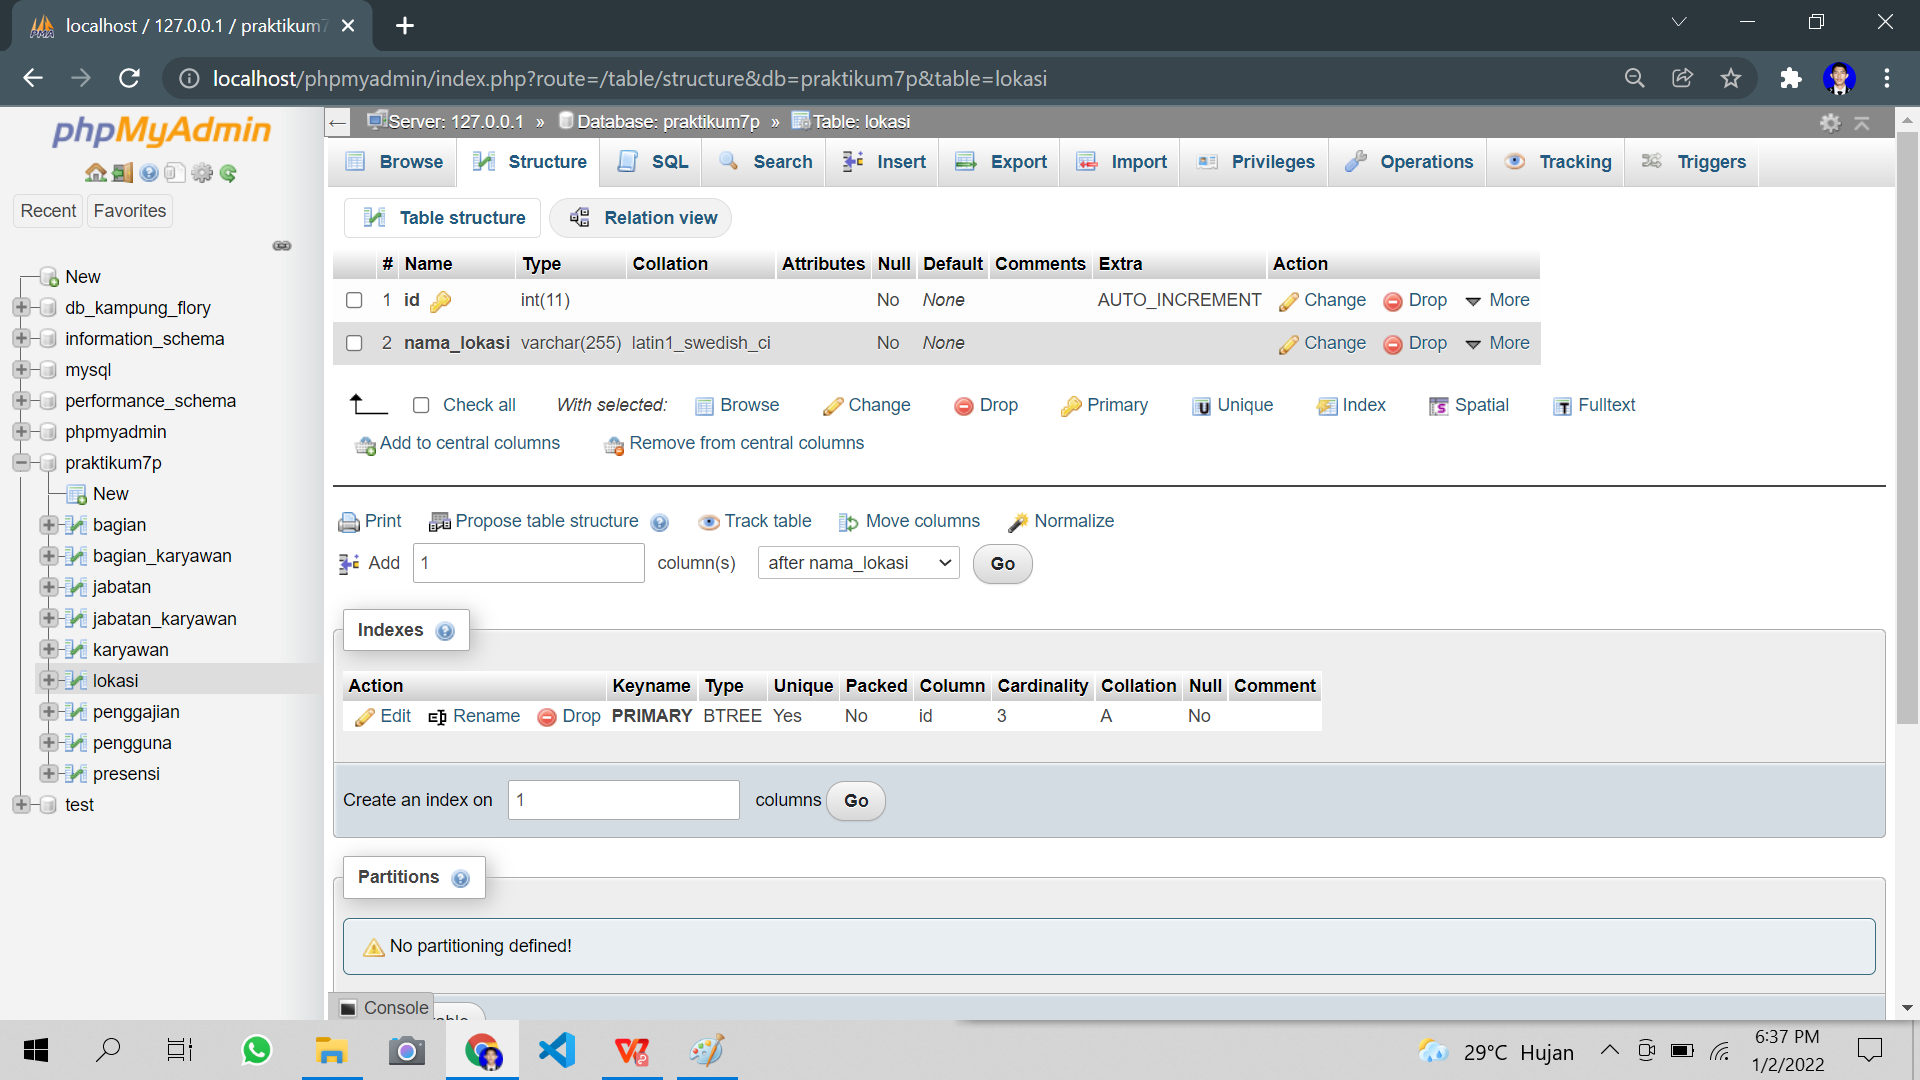 localhost / 127.0.0.1 / praktikum7
localhost/phpmyadmin/index.php?route=/table/structure&db=praktikum7p&table=lokasi
phpMyAdmin
Recent Favorites
New
db_kampung_flory
information_schema
mysql
performance_schema
phpmyadmin
praktikum7p
New
bagian
bagian_karyawan
jabatan
jabatan_karyawan
karyawan
lokasi
penggajian
pengguna
presensi
test
Server: 127.0.0.1 » Database: praktikum7p » Table: lokasi
Browse Structure SQL Search Insert Export Import Privileges Operations Tracking Triggers
Table structure Relation view
# Name Type Collation Attributes Null Default Comments Extra Action
1 id int(11) No None AUTO_INCREMENT Change Drop More
2 nama_lokasi varchar(255) latin1_swedish_ci No None Change Drop More
Check all With selected: Browse Change Drop Primary Unique Index Spatial Fulltext
Add to central columns Remove from central columns
Print Propose table structure Track table Move columns Normalize
Add 1 column(s) after nama_lokasi Go
Indexes
Action Keyname Type Unique Packed Column Cardinality Collation Null Comment
Edit Rename Drop PRIMARY BTREE Yes No id 3 A No
Create an index on 1 columns Go
Partitions
No partitioning defined!
Console
29°C Hujan
6:37 PM
1/2/2022